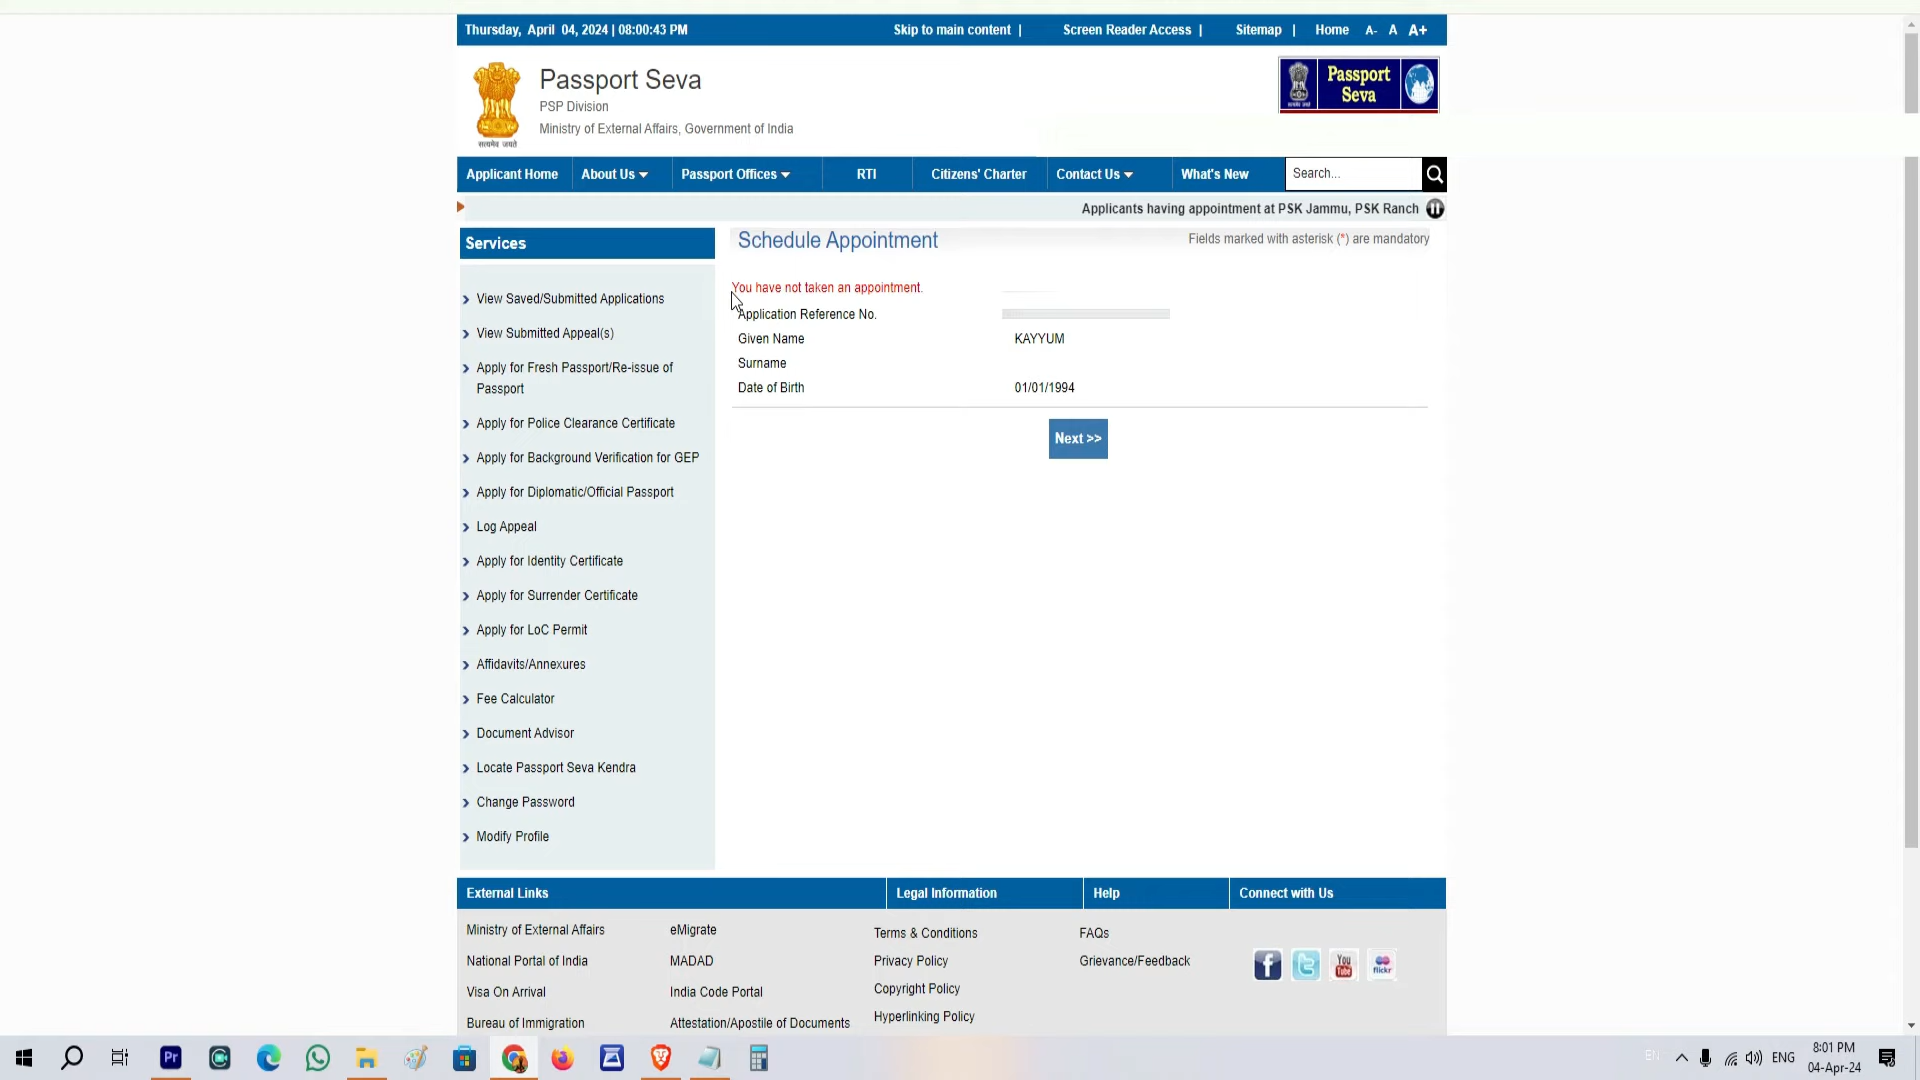 Thursday, April 04, 2024 | 08:00:43 PM
Skip to main content |
Screen Reader Access |
Sitemap |
Home
A-
A
A+
Passport Seva
PSP Division
Ministry of External Affairs, Government of India
सत्यमेव जयते
Passport
Seva
Applicant Home
About Us
Passport Offices
RTI
Citizens' Charter
Contact Us
What's New
Search...
Applicants having appointment at PSK Jammu, PSK Ranch
Services
View Saved/Submitted Applications
View Submitted Appeal(s)
Apply for Fresh Passport/Re-issue of
Passport
Apply for Police Clearance Certificate
Apply for Background Verification for GEP
Apply for Diplomatic/Official Passport
Log Appeal
Apply for Identity Certificate
Apply for Surrender Certificate
Apply for LoC Permit
Affidavits/Annexures
Fee Calculator
Document Advisor
Locate Passport Seva Kendra
Change Password
Modify Profile
Schedule Appointment
Fields marked with asterisk (*) are mandatory
You have not taken an appointment.
Application Reference No.
Given Name KAYYUM
Surname
Date of Birth 01/01/1994
Next >>
External Links
Ministry of External Affairs
National Portal of India
Visa On Arrival
Bureau of Immigration
eMigrate
MADAD
India Code Portal
Attestation/Apostile of Documents
Legal Information
Terms & Conditions
Privacy Policy
Copyright Policy
Hyperlinking Policy
Help
FAQs
Grievance/Feedback
Connect with Us
f
You
Tube
flickr
Pr
EN
ENG
8:01 PM
04-Apr-24